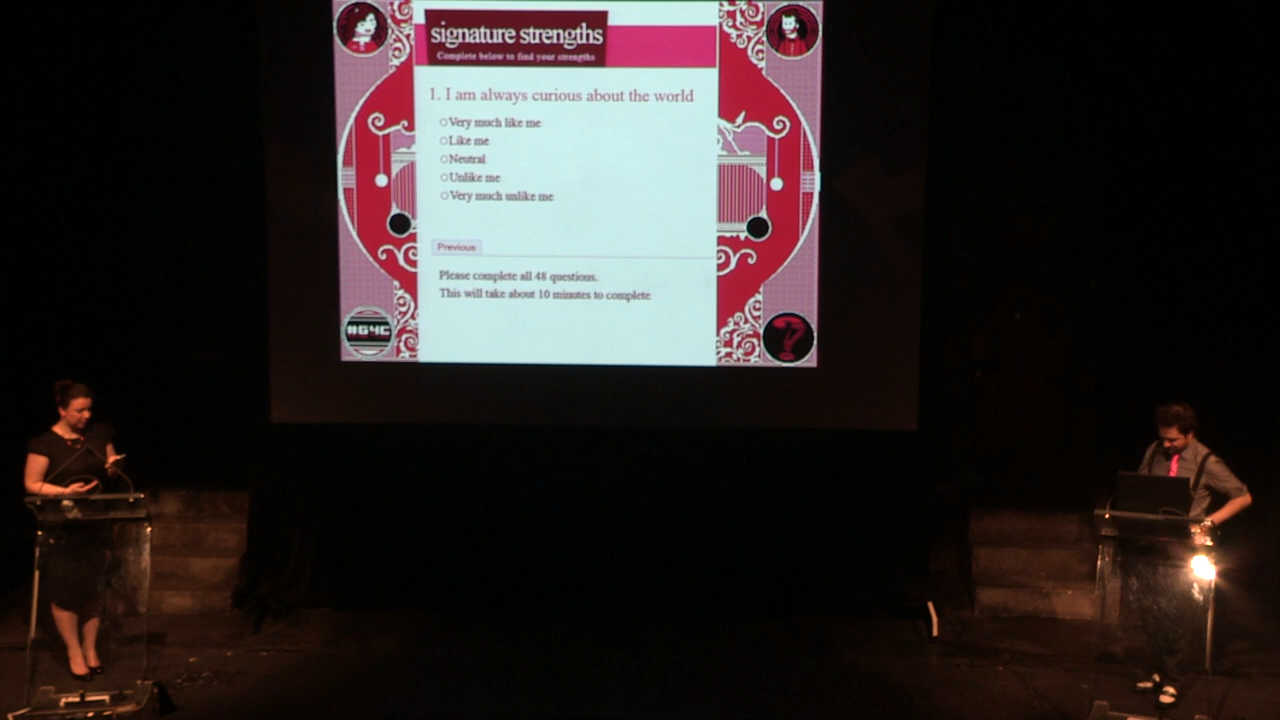 signature strengths
Complete below to find your strengths
1. I am always curious about the world
Very much like me
Like me
Neutral
Unlike me
Very much unlike me
Previous
Please complete all 48 questions.
This will take about 10 minutes to complete
#G4C
?